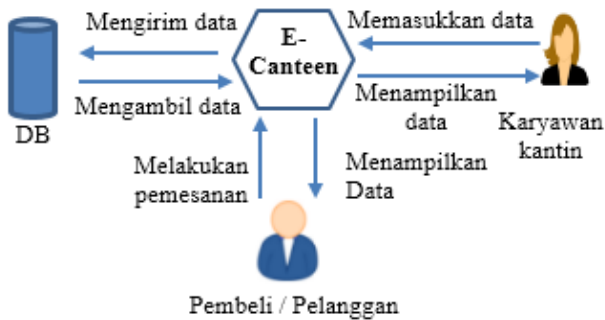 Mengirim data
E-
Canteen
Memasukkan data
Mengambil data
DB
Menampilkan
data
Karyawan
kantin
Melakukan
pemesanan
Menampilkan
Data
Pembeli / Pelanggan